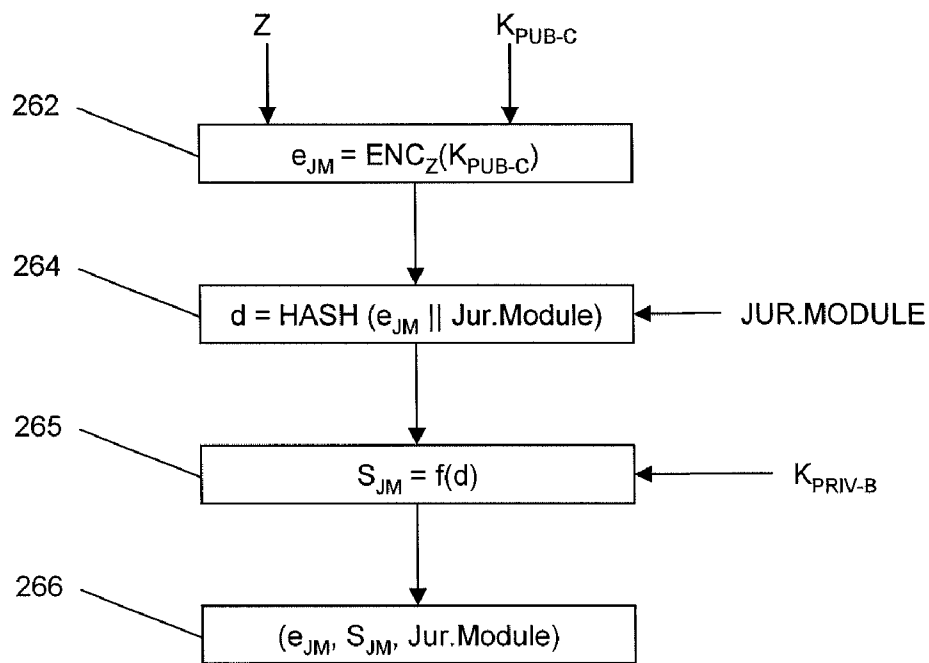 Z K_PUB-C
262
e_JM = ENC_Z(K_PUB-C)
264
d = HASH (e_JM || Jur.Module) JUR.MODULE
265
S_JM = f(d) K_PRIV-B
266
(e_JM, S_JM, Jur.Module)